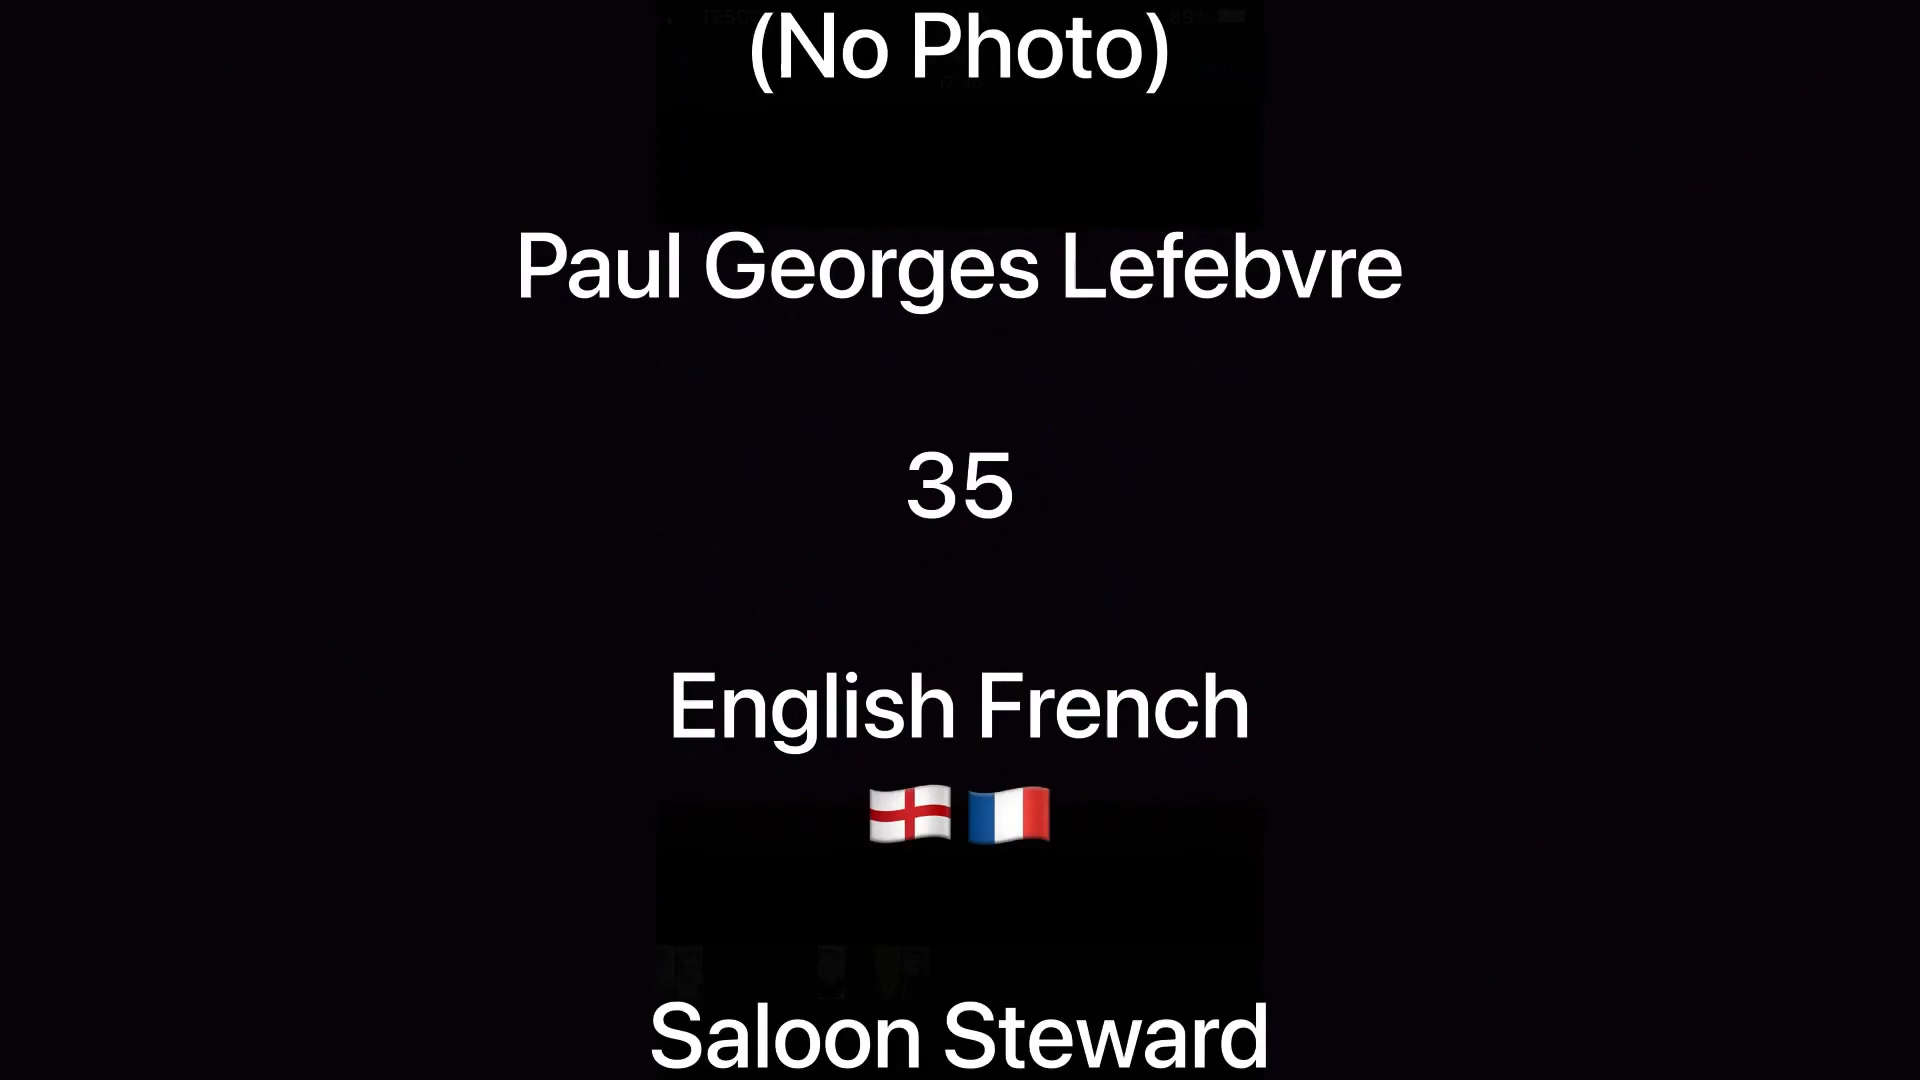 (No Photo)
Paul Georges Lefebvre
35
English French
🏴󠁧󠁢󠁥󠁮󠁧󠁿 🇫🇷
Saloon Steward